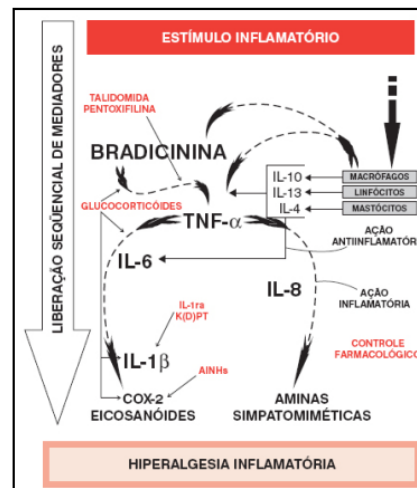 ESTÍMULO INFLAMATÓRIO
LIBERAÇÃO SEQÜENCIAL DE MEDIADORES
TALIDOMIDA
PENTOXIFILINA
BRADICININA
IL-10
IL-13
IL-4
MACRÓFAGOS
LINFÓCITOS
MASTÓCITOS
GLUCOCORTICÓIDES
TNF-α
AÇÃO
ANTIINFLAMATÓR
IL-6
IL-8
AÇÃO
INFLAMATÓRIA
IL-1ra
K(D)PT
CONTROLE
FARMACOLÓGICO
IL-1β
AINHs
COX-2
EICOSANÓIDES
AMINAS
SIMPATOMIMÉTICAS
HIPERALGESIA INFLAMATÓRIA